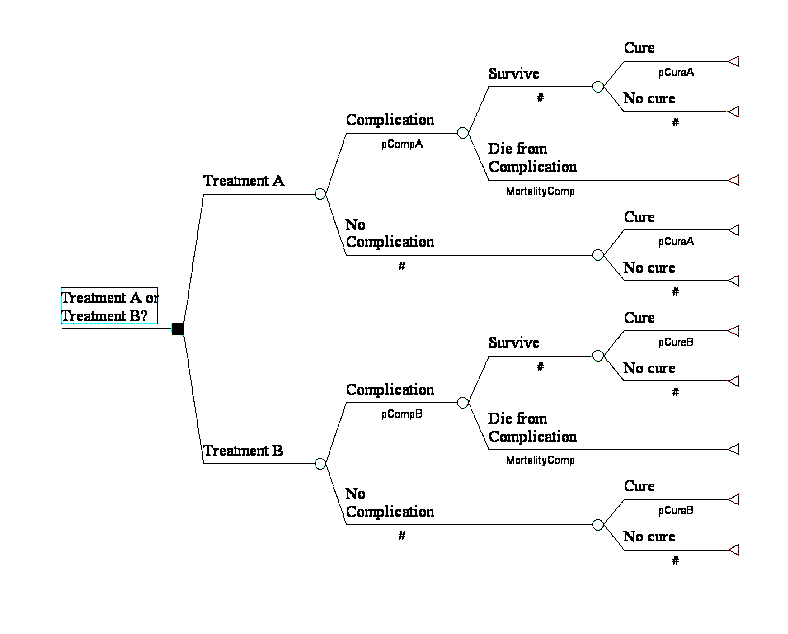 Cure
pCureA
Survive
#
No cure
#
Complication
pCompA
Die from
Complication
MortalityComp
Treatment A
Cure
pCureA
No
Complication
#
No cure
#
Treatment A or
Treatment B?
Cure
pCureB
Survive
#
No cure
#
Complication
pCompB
Die from
Complication
MortalityComp
Treatment B
Cure
pCureB
No
Complication
#
No cure
#